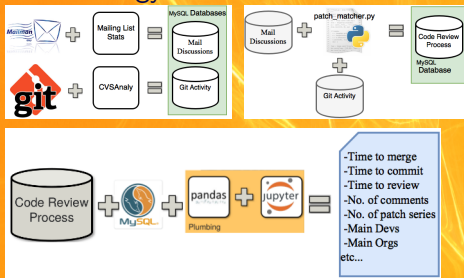 MySQL Databases
Mailman
Mailing List
Stats
Mail
Discussions
git
CVSAnaly
Git Activity
Mail
Discussions
patch_matcher.py
Code Review
Process
MySQL
Database
Git Activity
Code Review
Process
MySQL
pandas
jupyter
Plumbing
-Time to merge
-Time to commit
-Time to review
-No. of comments
-No. of patch series
-Main Devs
-Main Orgs
etc...